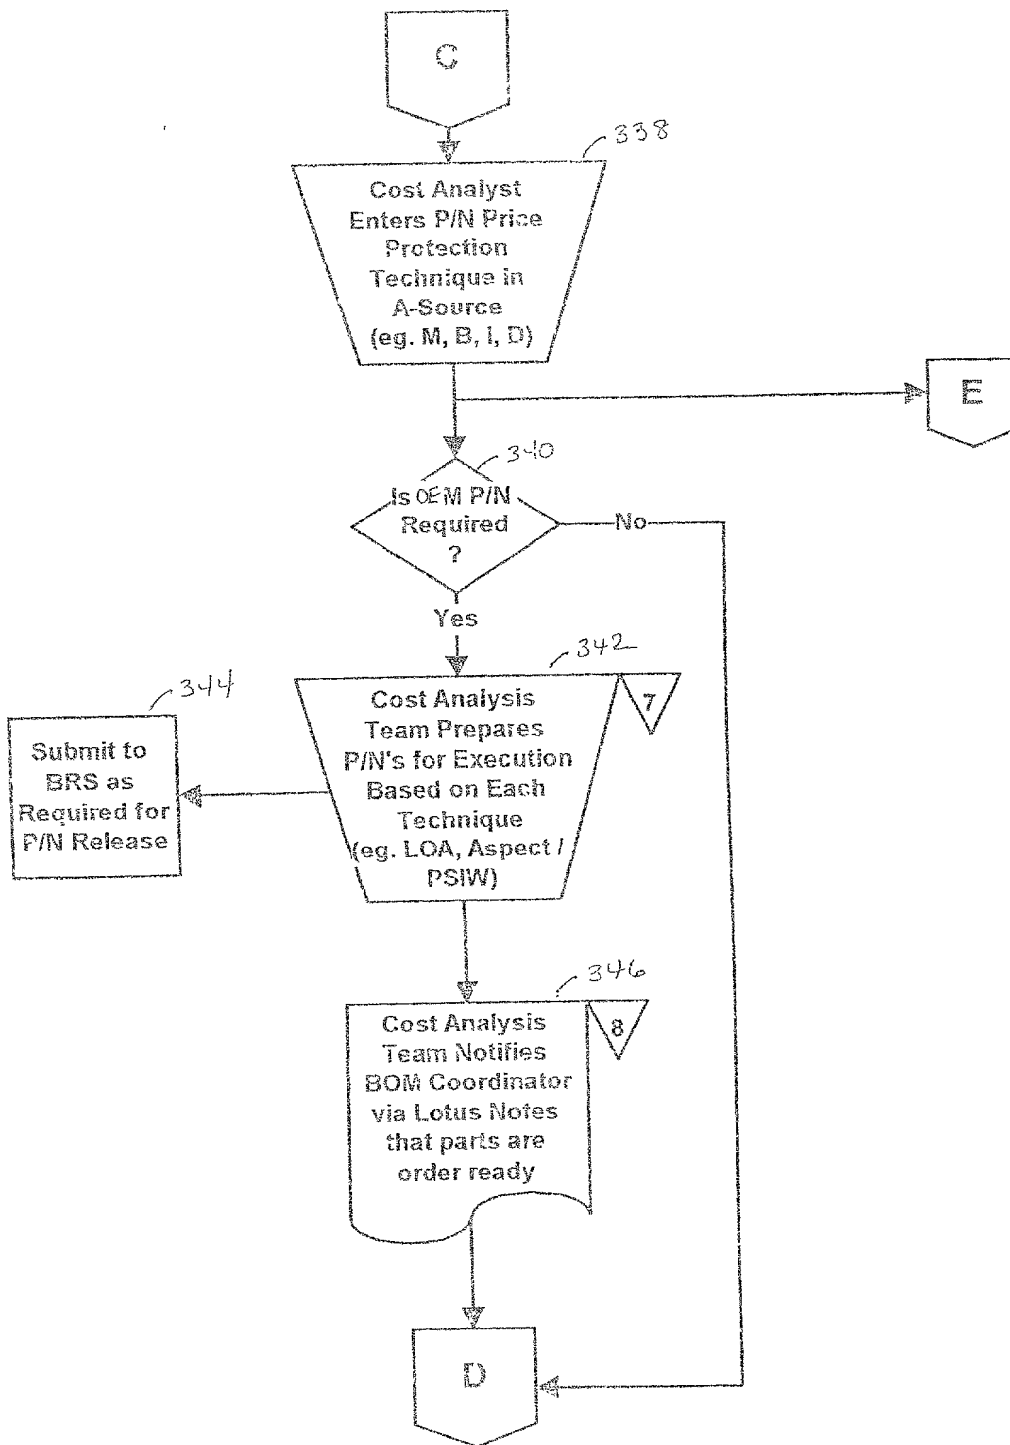 C
338
Cost Analyst
Enters P/N Price
Protection
Technique in
A-Source
(eg. M, B, I, D)
E
340
Is OEM P/N
Required
?
No
Yes
342
344
Cost Analysis
Team Prepares
P/N's for Execution
Based on Each
Technique
(eg. LOA, Aspect /
PSIW)
7
Submit to
BRS as
Required for
P/N Release
346
Cost Analysis
Team Notifies
BOM Coordinator
via Lotus Notes
that parts are
order ready
8
D